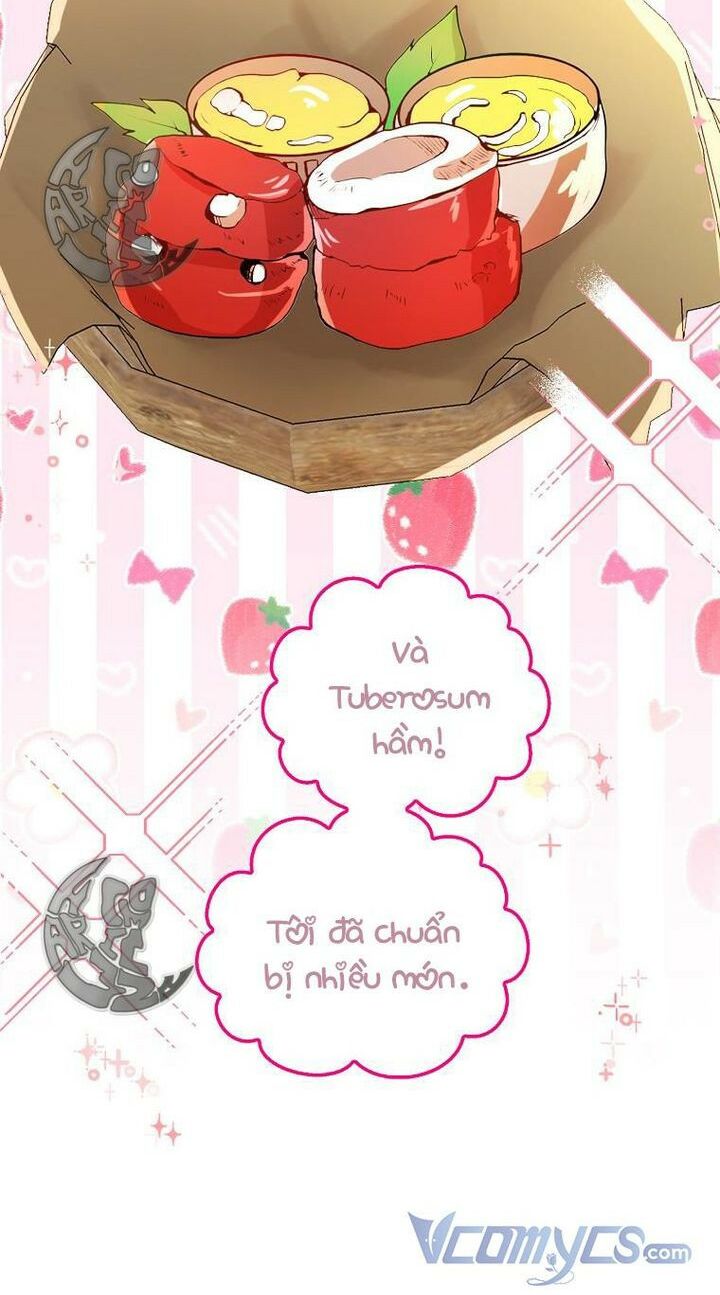 Và
Tuberosum
hầm!
Tôi đã chuẩn
bị nhiều món.
Vcomycs.com